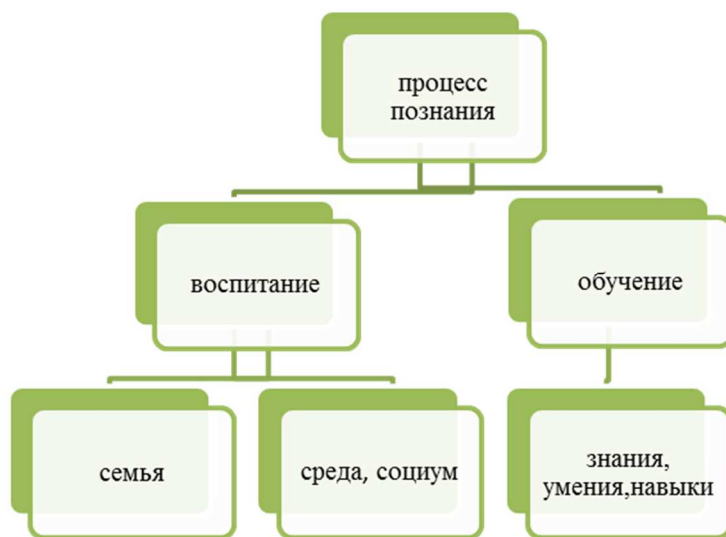 процесс
познания
воспитание
обучение
семья
среда, социум
знания,
умения,навыки